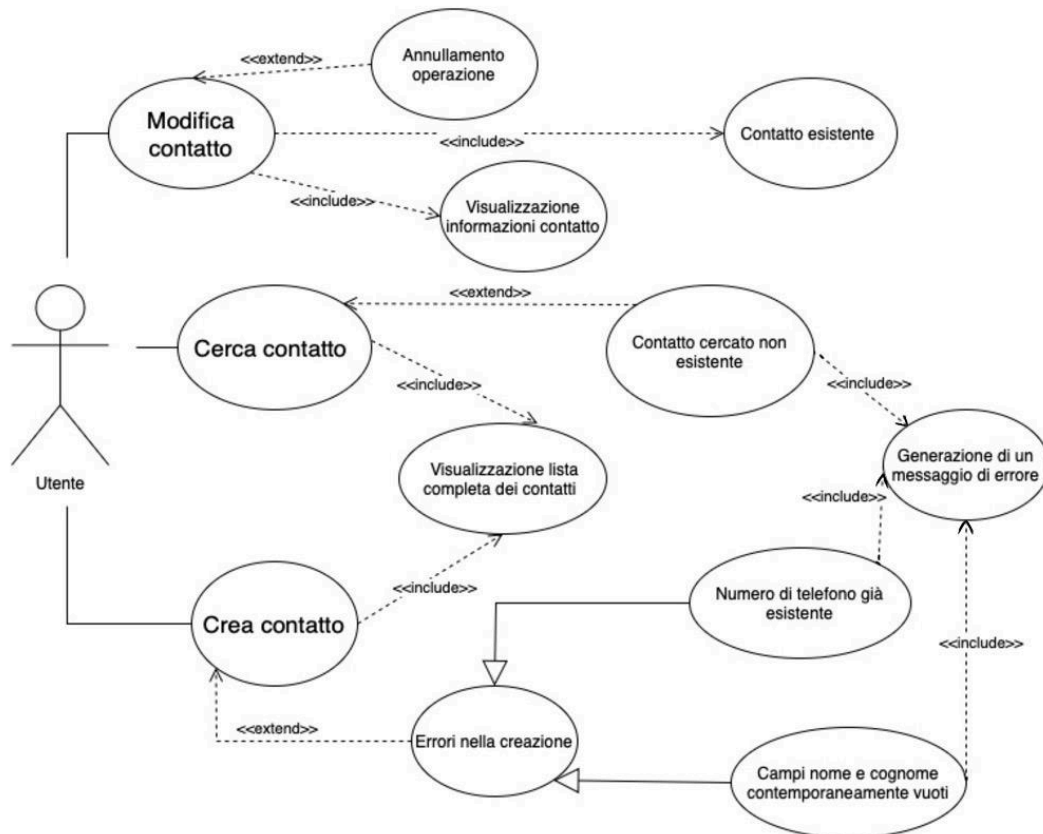 Annullamento
operazione
<<extend>>
Modifica
contatto
<<include>>
Contatto esistente
<<include>>
Visualizzazione
informazioni contatto
<<extend>>
Cerca contatto
Contatto cercato non
esistente
<<include>>
<<include>>
Generazione di un
messaggio di errore
Visualizzazione lista
completa dei contatti
Utente
<<include>>
<<include>>
Crea contatto
Numero di telefono già
esistente
<<include>>
<<extend>>
Errori nella creazione
Campi nome e cognome
contemporaneamente vuoti